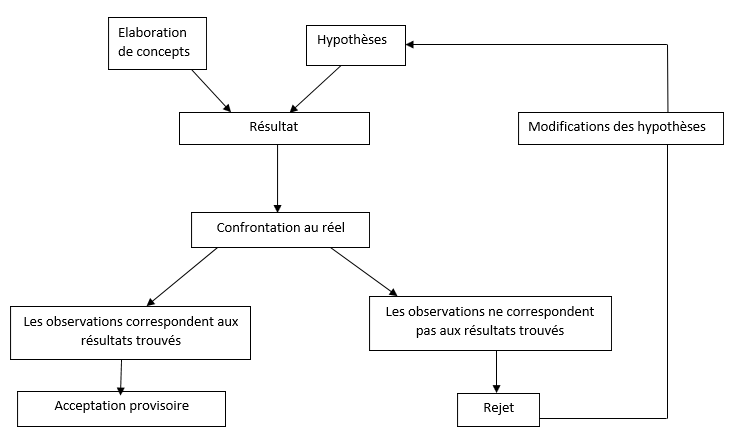 Elaboration
de concepts
Hypothèses
Résultat
Modifications des hypothèses
Confrontation au réel
Les observations correspondent aux
résultats trouvés
Les observations ne correspondent
pas aux résultats trouvés
Acceptation provisoire
Rejet